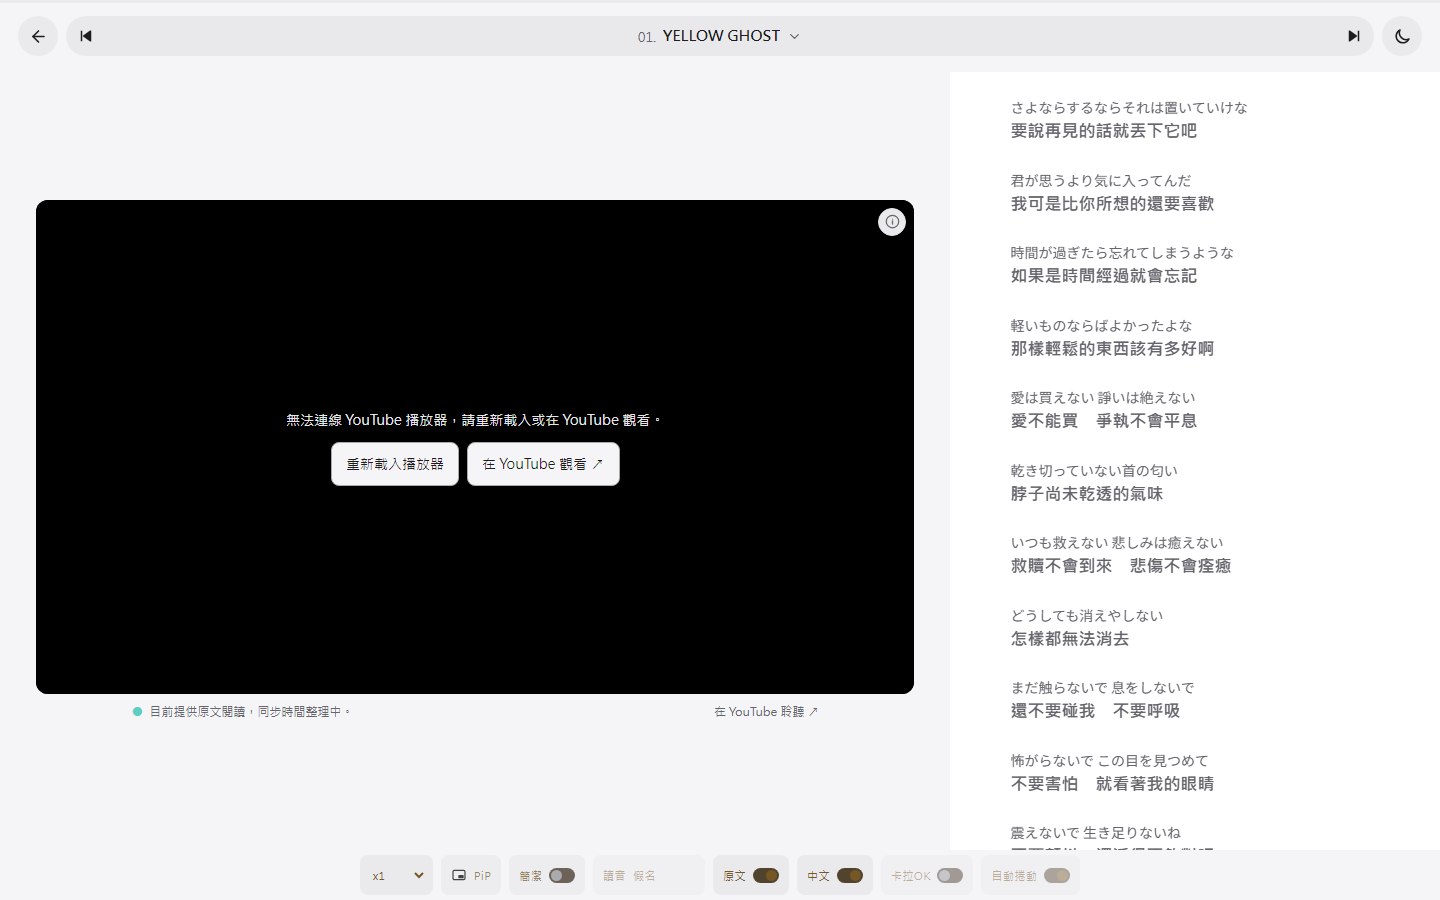 01. YELLOW GHOST
さよならするならそれは置いていけな
要說再見的話就丟下它吧
君が思うより気に入ってんだ
我可是比你所想的還要喜歡
時間が過ぎたら忘れてしまうような
如果是時間經過就會忘記
軽いものならばよかったよな
那樣輕鬆的東西該有多好啊
愛は買えない 諍いは絶えない
愛不能買　爭執不會平息
乾き切っていない首の匂い
脖子尚未乾透的氣味
いつも救えない 悲しみは癒えない
救贖不會到來　悲傷不會痊癒
どうしても消えやしない
怎樣都無法消去
まだ触らないで 息をしないで
還不要碰我　不要呼吸
怖がらないで この目を見つめて
不要害怕　就看著我的眼睛
震えないで 生き足りないね
無法連線 YouTube 播放器，請重新載入或在 YouTube 觀看。
重新載入播放器
在 YouTube 觀看 ↗
目前提供原文閱讀，同步時間整理中。
在 YouTube 聆聽 ↗
x1
PiP
簡潔
讀音 假名
原文
中文
卡拉OK
自動捲動